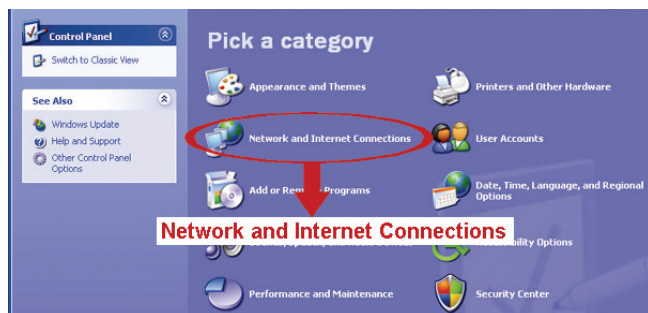 Control Panel
Switch to Classic View
See Also
Windows Update
Help and Support
Other Control Panel
Options
Pick a category
Appearance and Themes
Printers and Other Hardware
Network and Internet Connections
User Accounts
Add or Programs
Date, Time, Language, and Regional
Options
Network and Internet Connections
Options
Performance and Maintenance
Security Center